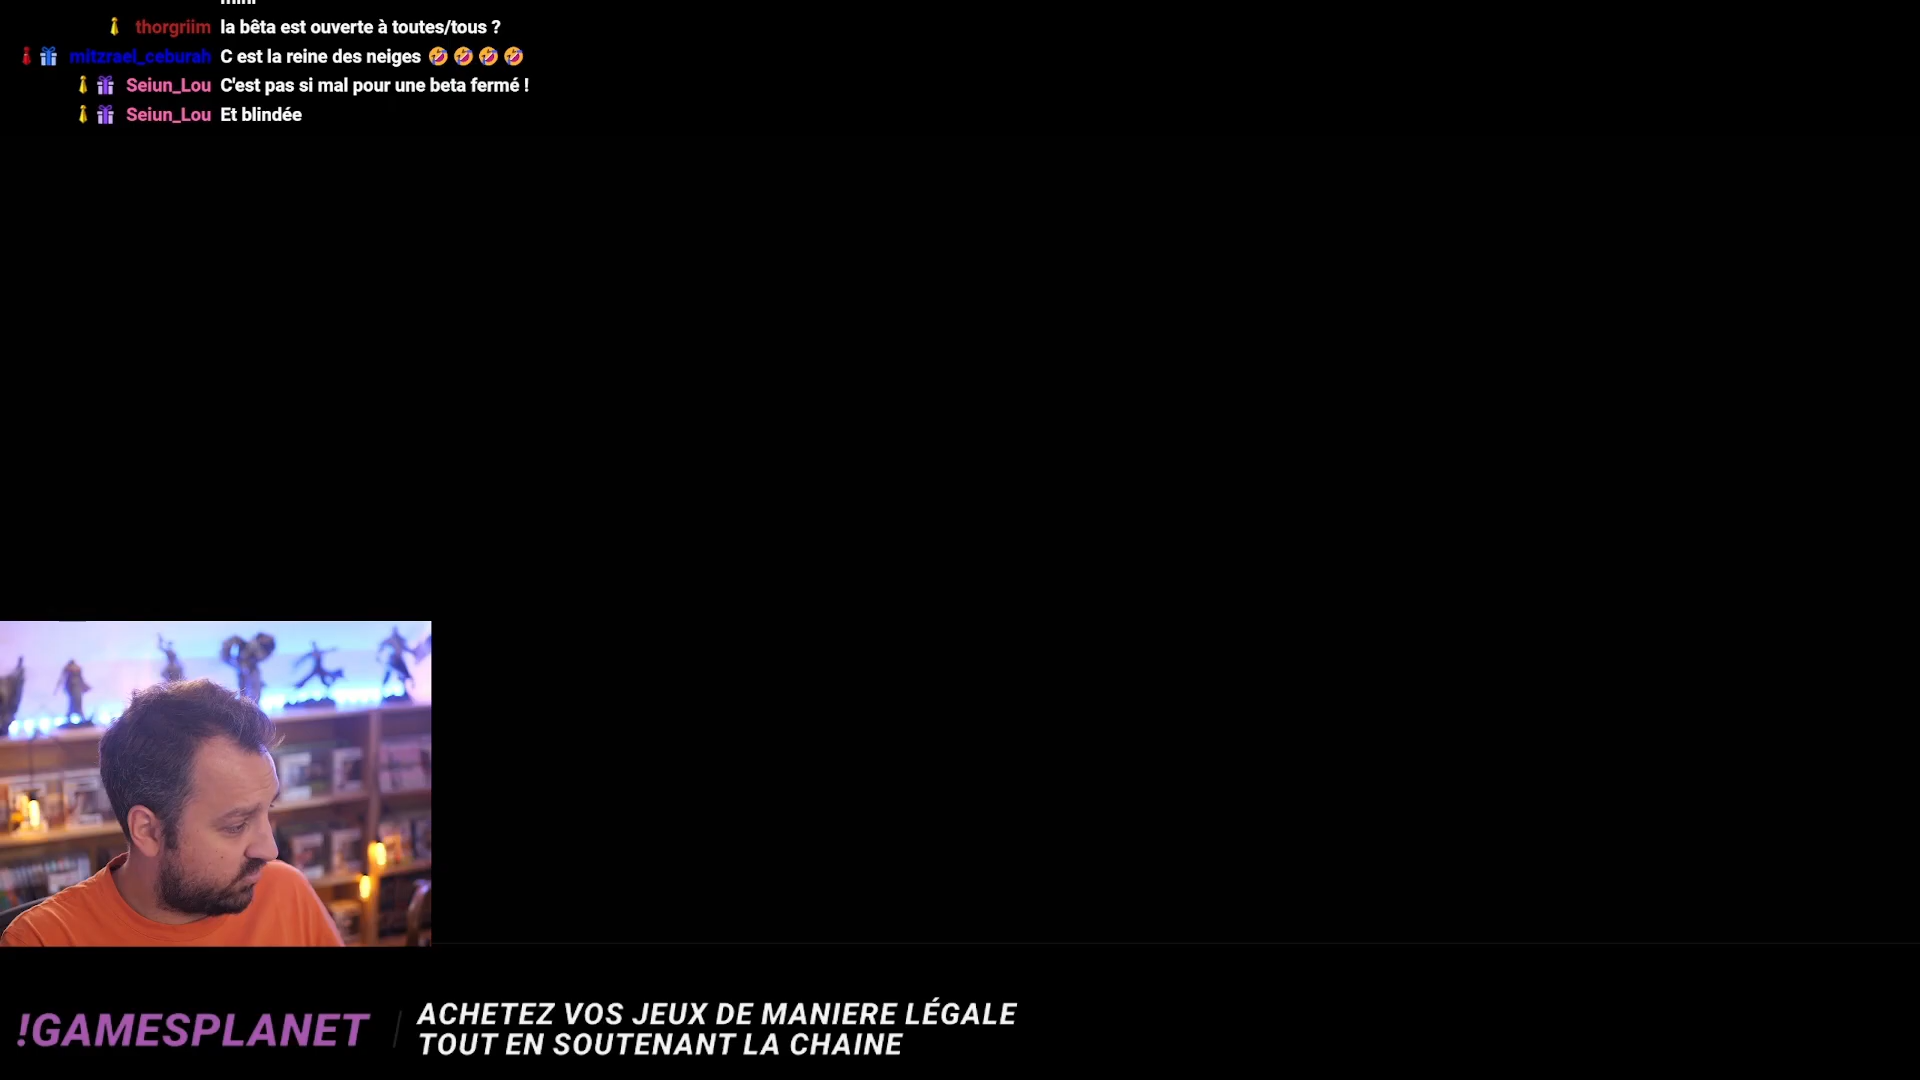 thorgriim la bêta est ouverte à toutes/tous ?
mitzrael_ceburah C est la reine des neiges 🤣 🤣 🤣 🤣
Seiun_Lou C'est pas si mal pour une beta fermé !
Seiun_Lou Et blindée
!GAMESPLANET
ACHETEZ VOS JEUX DE MANIERE LÉGALE
TOUT EN SOUTENANT LA CHAINE